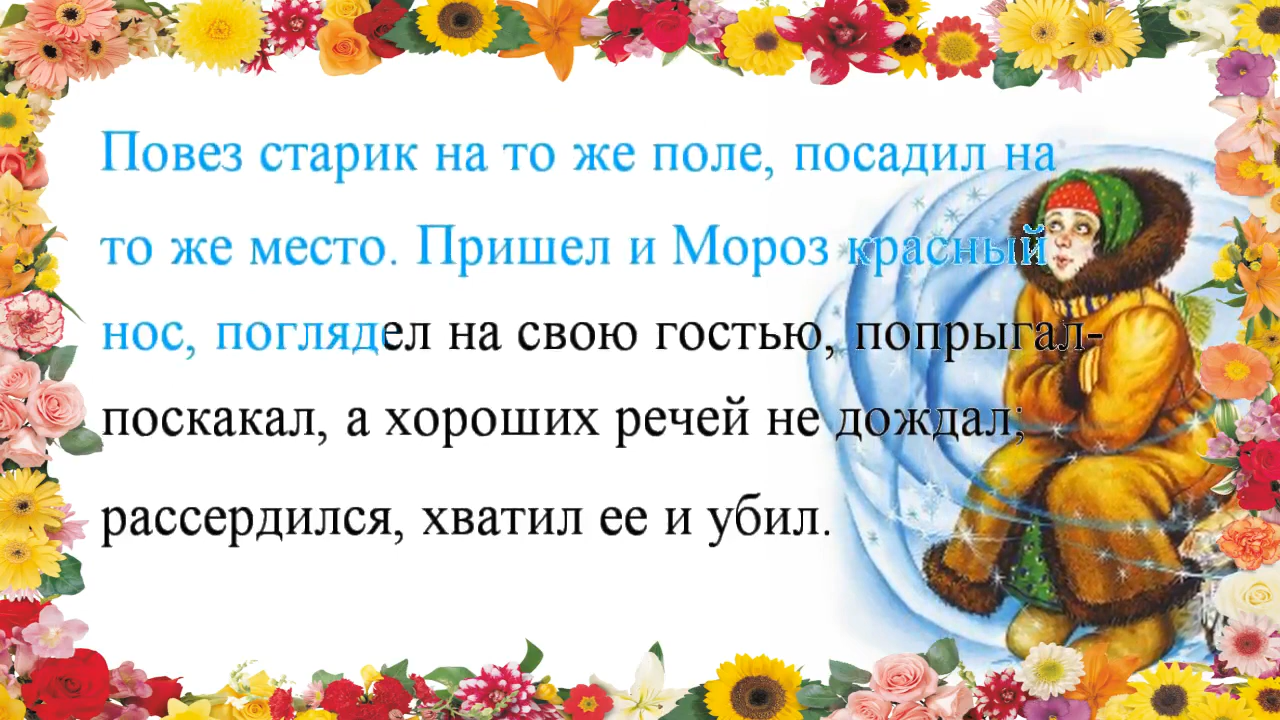 Повез старик на то же поле, посадил на
то же место. Пришел и Мороз красный
нос, поглядел на свою гостью, попрыгал-
поскакал, а хороших речей не дождал;
рассердился, хватил ее и убил.